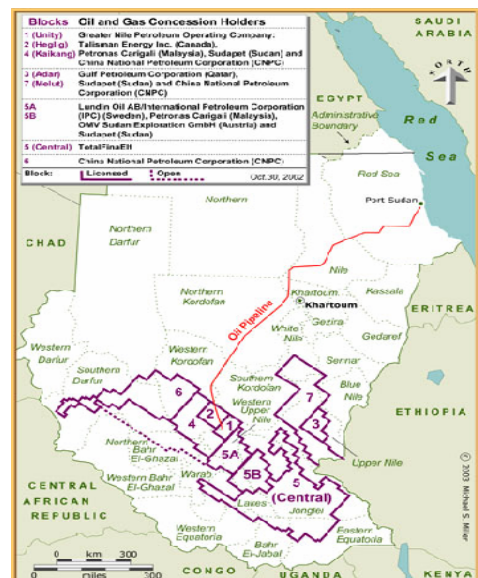 Blocks Oil and Gas Concession Holders
1 (Unity) Greater Nile Petroleum Operating Company:
2 (Heglig) Talisman Energy Inc. (Canada),
4 (Kaikang) Petronas Carigali (Malaysia), Sudapet (Sudan) and
China National Petroleum Corporation (CNPC)
3 (Adar) Gulf Petroleum Corporation (Qatar),
7 (Melut) Sudapet (Sudan) and China National Petroleum
Corporation (CNPC)
5A Lundin Oil AB/International Petroleum Corporation
5B (IPC) (Sweden), Petronas Carigali (Malaysia),
OMV Sudan Exploration GmbH (Austria) and
Sudapet (Sudan)
5 (Central) TotalFinaElf
6 China National Petroleum Corporation (CNPC)
Block: Licensed Open Oct.30, 2002
SAUDI
ARABIA
NORTH
EGYPT
Administrative
Boundary
Red
Sea
Red Sea
Port Sudan
Northern
CHAD
Northern
Darfur
Nile
Northern
Kordofan
Khartoum
Kassala
Khartoum
ERITREA
Oil Pipeline
White
Nile
Gezira
Gedaref
Western
Darfur
Western
Kordofan
Sennar
Southern
Darfur
Southern
Kordofan
Blue
Nile
6
2
1
4
Western
Upper
Nile
7
3
ETHIOPIA
Northern
Bahr
El-Ghazal
5A
Upper Nile
Warab
5B
5
(Central)
Western Bahr
El-Ghazal
CENTRAL
AFRICAN
REPUBLIC
Lakes
Jonglei
Western
Equatoria
Eastern
Equatoria
Bahr
El-Jabal
© 2003 Michael S. Miller
0 km 300
0 miles 300
CONGO
UGANDA
KENYA